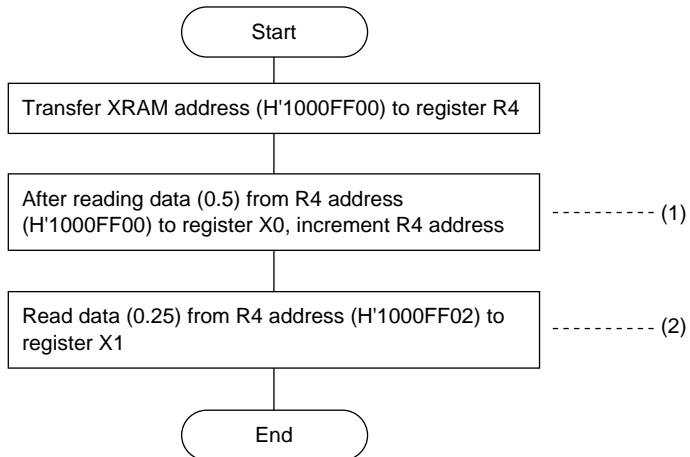 Start
Transfer XRAM address (H'1000FF00) to register R4
After reading data (0.5) from R4 address
(H'1000FF00) to register X0, increment R4 address
(1)
Read data (0.25) from R4 address (H'1000FF02) to
register X1
(2)
End